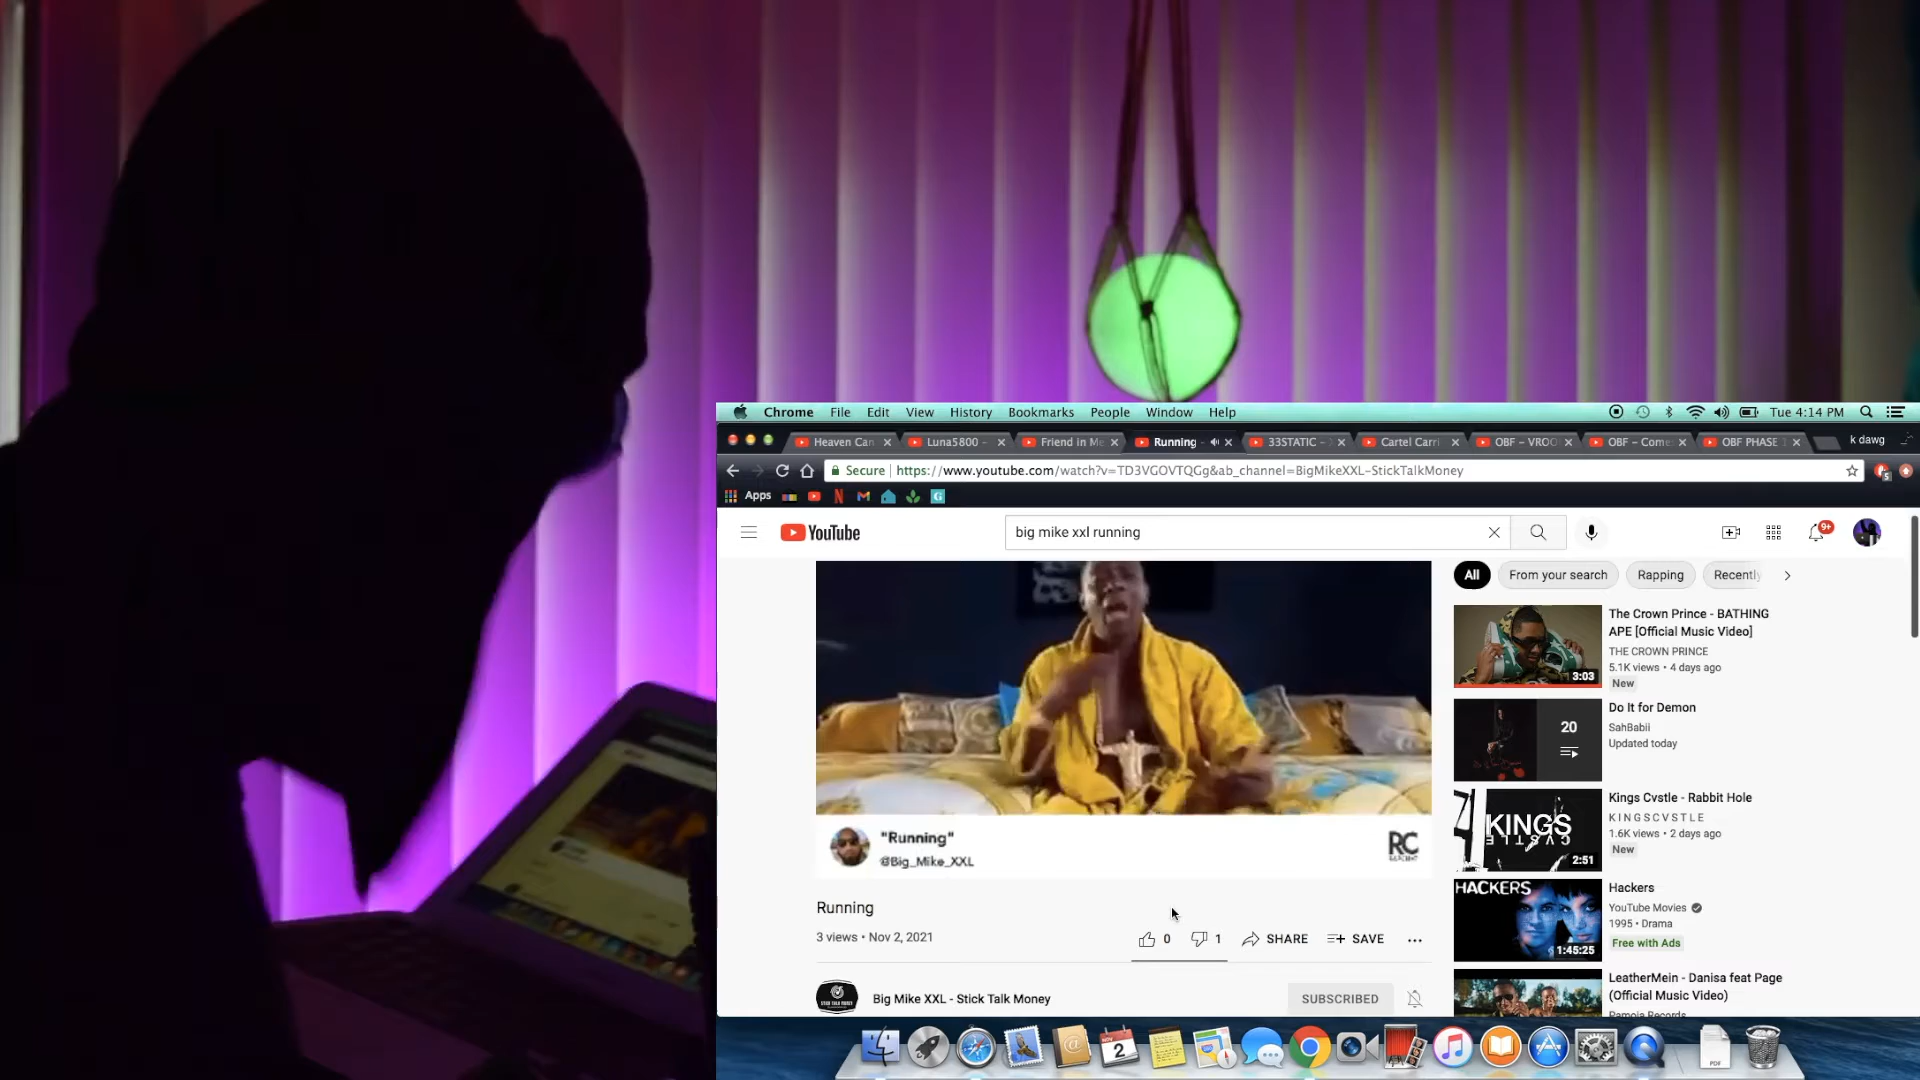 Chrome File Edit View History Bookmarks People Window Help Tue 4:14 PM
Heaven Can Luna5800 - Friend in Me Running - 33STATIC - Cartel Carri OBF - VROO OBF - Come OBF PHASE 1 k dawg
Secure https://www.youtube.com/watch?v=TD3VGOVTQGg&ab_channel=BigMikeXXL-StickTalkMoney
Apps
YouTube
big mike xxl running
9+
All From your search Rapping Recently
The Crown Prince - BATHING
APE [Official Music Video]
THE CROWN PRINCE
5.1K views • 4 days ago
New
3:03
Do It for Demon
SahBabii
Updated today
20
Kings Cvstle - Rabbit Hole
KINGSCVSTLE
1.6K views • 2 days ago
New
KINGS
2:51
HACKERS
Hackers
YouTube Movies
1995 • Drama
Free with Ads
1:45:25
LeatherMein - Danisa feat Page
(Official Music Video)
Pamoja Records
"Running"
@Big_Mike_XXL
RC
Running
3 views • Nov 2, 2021
0 1 SHARE SAVE
Big Mike XXL - Stick Talk Money
SUBSCRIBED
NOV
2
PDF